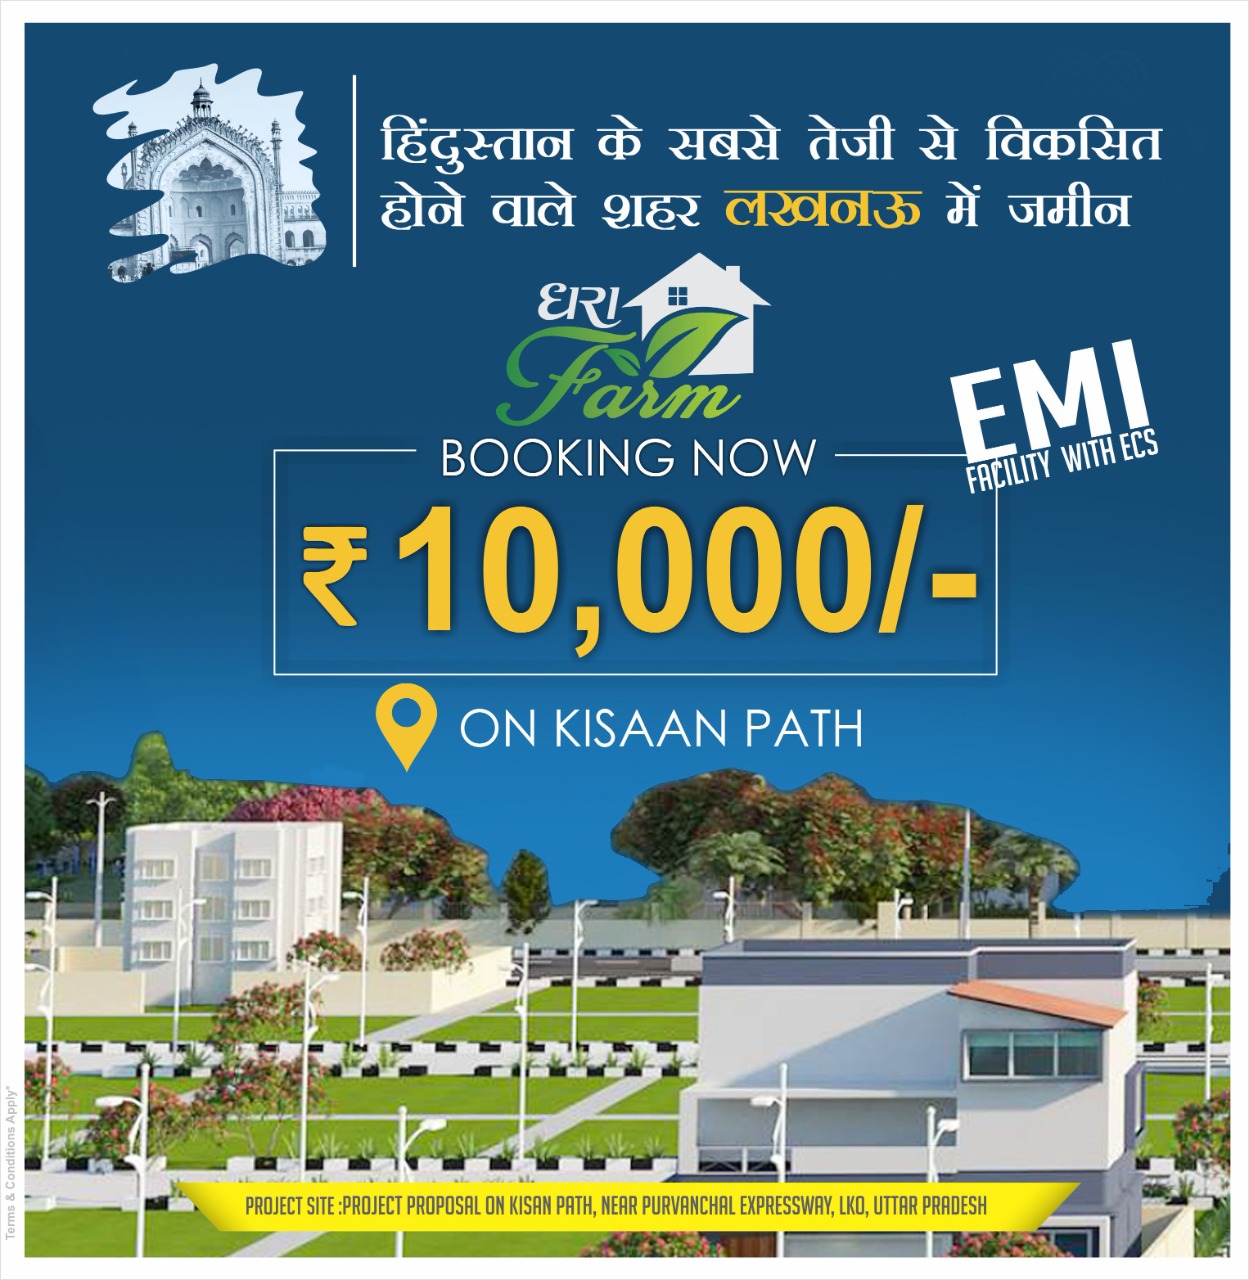 हिंदुस्तान के सबसे तेजी से विकसित
होने वाले शहर लखनऊ में जमीन
धरा
Farm
EMI
FACILITY WITH ECS
BOOKING NOW
₹ 10,000/-
ON KISAAN PATH
Terms & Conditions Apply*
PROJECT SITE :PROJECT PROPOSAL ON KISAN PATH, NEAR PURVANCHAL EXPRESSWAY, LKO, UTTAR PRADESH